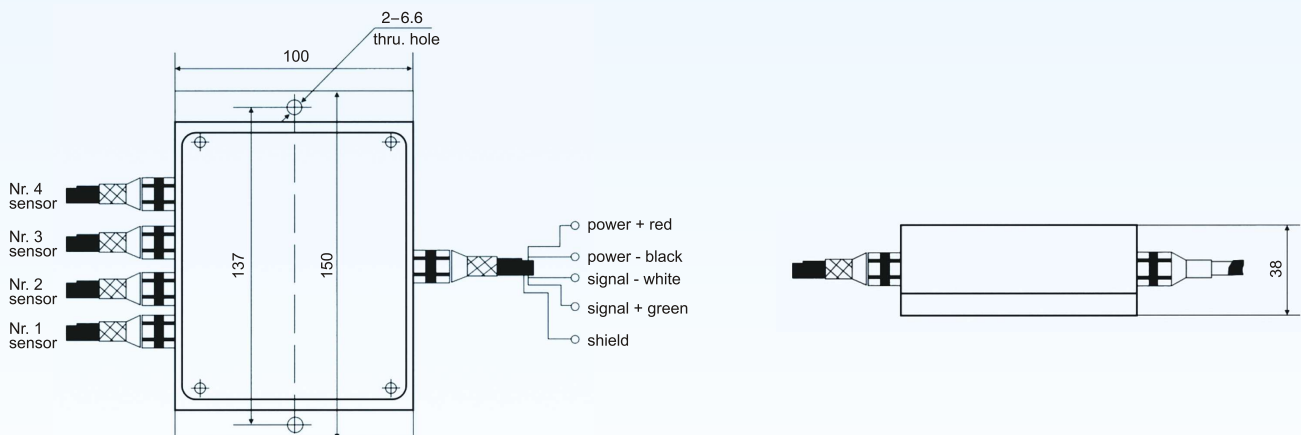 2–6.6
thru. hole
100
Nr. 4
sensor
Nr. 3
sensor
Nr. 2
sensor
Nr. 1
sensor
137
150
power + red
power - black
signal - white
signal + green
shield
38